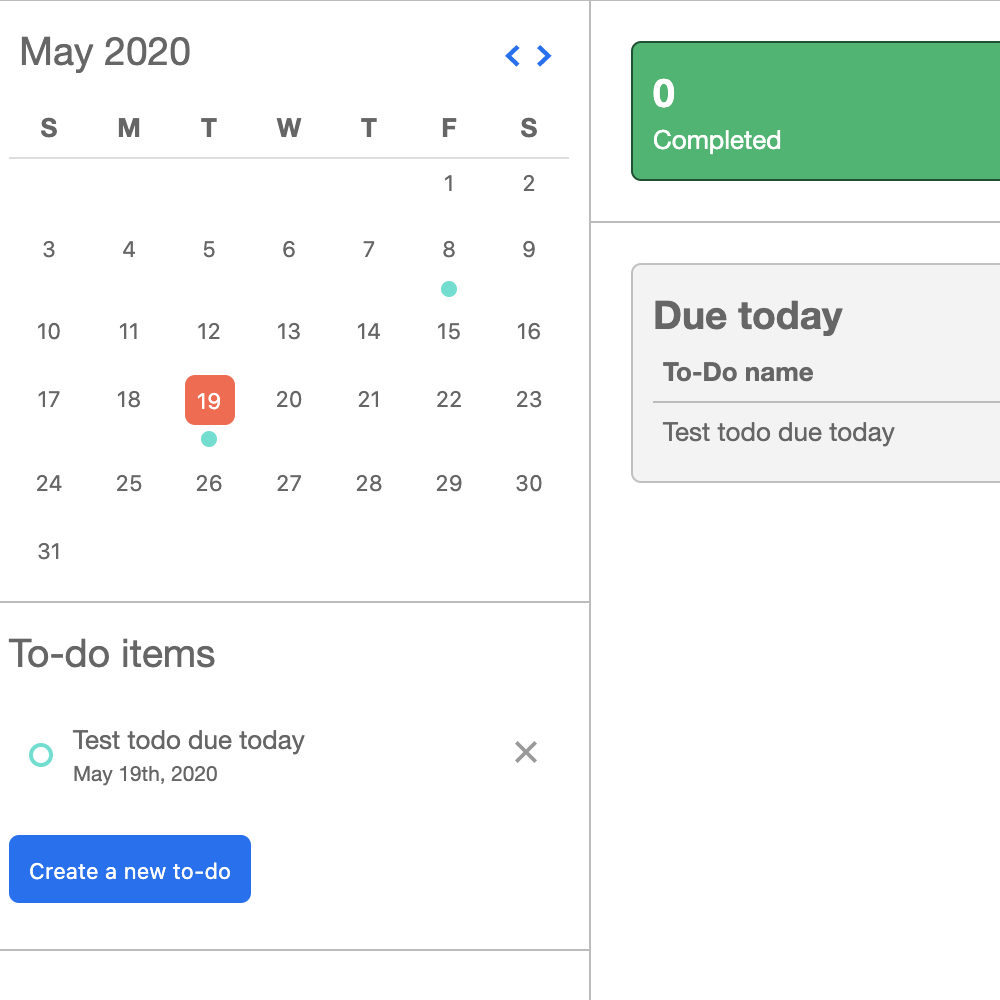 May 2020
S M T W T F S
1 2
3 4 5 6 7 8 9
10 11 12 13 14 15 16
17 18 19 20 21 22 23
24 25 26 27 28 29 30
31
To-do items
Test todo due today
May 19th, 2020
Create a new to-do
0
Completed
Due today
To-Do name
Test todo due today